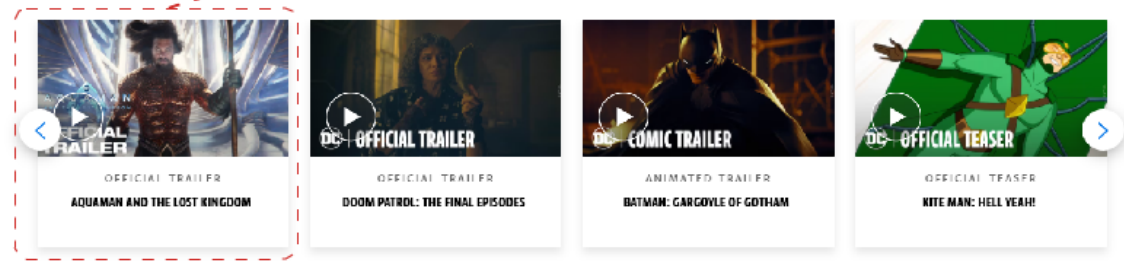 AQUAMAN
OFFICIAL
TRAILER
OFFICIAL TRAILER
AQUAMAN AND THE LOST KINGDOM
DC OFFICIAL TRAILER
OFFICIAL TRAILER
DOOM PATROL: THE FINAL EPISODES
DC COMIC TRAILER
ANIMATED TRAILER
BATMAN: GARGOYLE OF GOTHAM
DC OFFICIAL TEASER
OFFICIAL TEASER
KITE MAN: HELL YEAH!